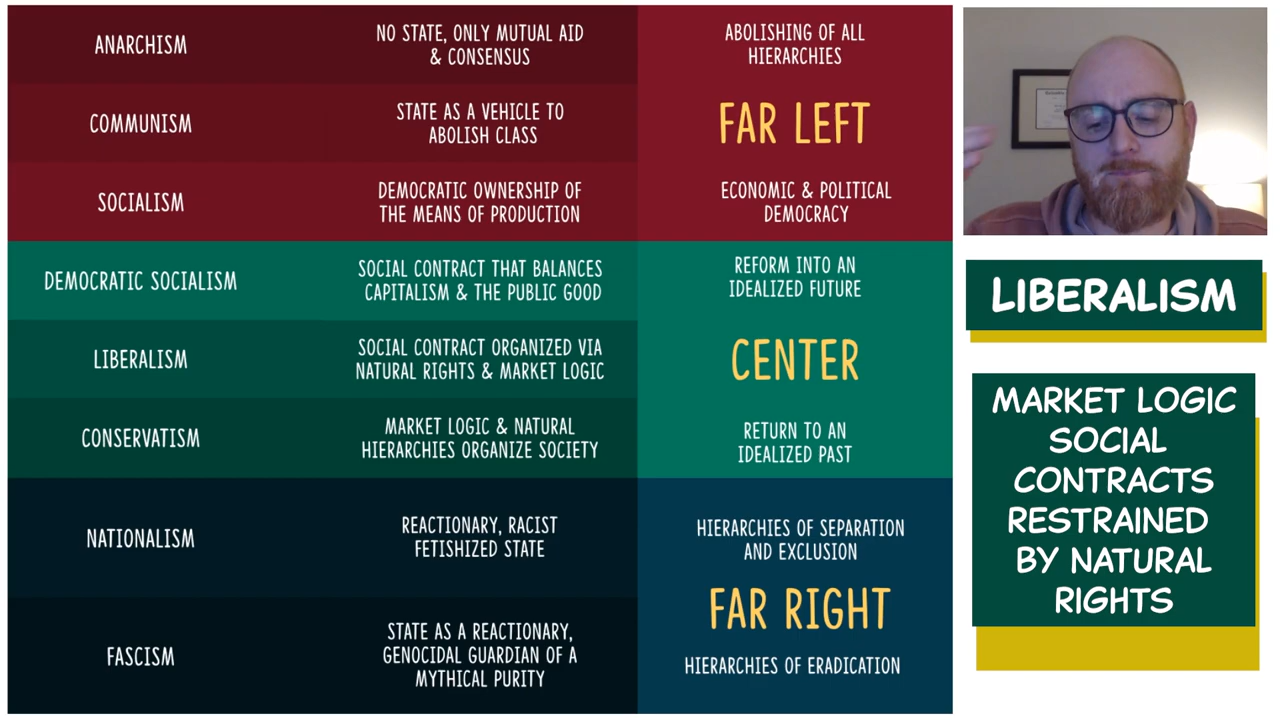 ANARCHISM
NO STATE, ONLY MUTUAL AID
& CONSENSUS
ABOLISHING OF ALL
HIERARCHIES
COMMUNISM
STATE AS A VEHICLE TO
ABOLISH CLASS
FAR LEFT
SOCIALISM
DEMOCRATIC OWNERSHIP OF
THE MEANS OF PRODUCTION
ECONOMIC & POLITICAL
DEMOCRACY
DEMOCRATIC SOCIALISM
SOCIAL CONTRACT THAT BALANCES
CAPITALISM & THE PUBLIC GOOD
REFORM INTO AN
IDEALIZED FUTURE
LIBERALISM
SOCIAL CONTRACT ORGANIZED VIA
NATURAL RIGHTS & MARKET LOGIC
CENTER
CONSERVATISM
MARKET LOGIC & NATURAL
HIERARCHIES ORGANIZE SOCIETY
RETURN TO AN
IDEALIZED PAST
NATIONALISM
REACTIONARY, RACIST
FETISHIZED STATE
HIERARCHIES OF SEPARATION
AND EXCLUSION
FAR RIGHT
FASCISM
STATE AS A REACTIONARY,
GENOCIDAL GUARDIAN OF A
MYTHICAL PURITY
HIERARCHIES OF ERADICATION
LIBERALISM
MARKET LOGIC
SOCIAL
CONTRACTS
RESTRAINED
BY NATURAL
RIGHTS